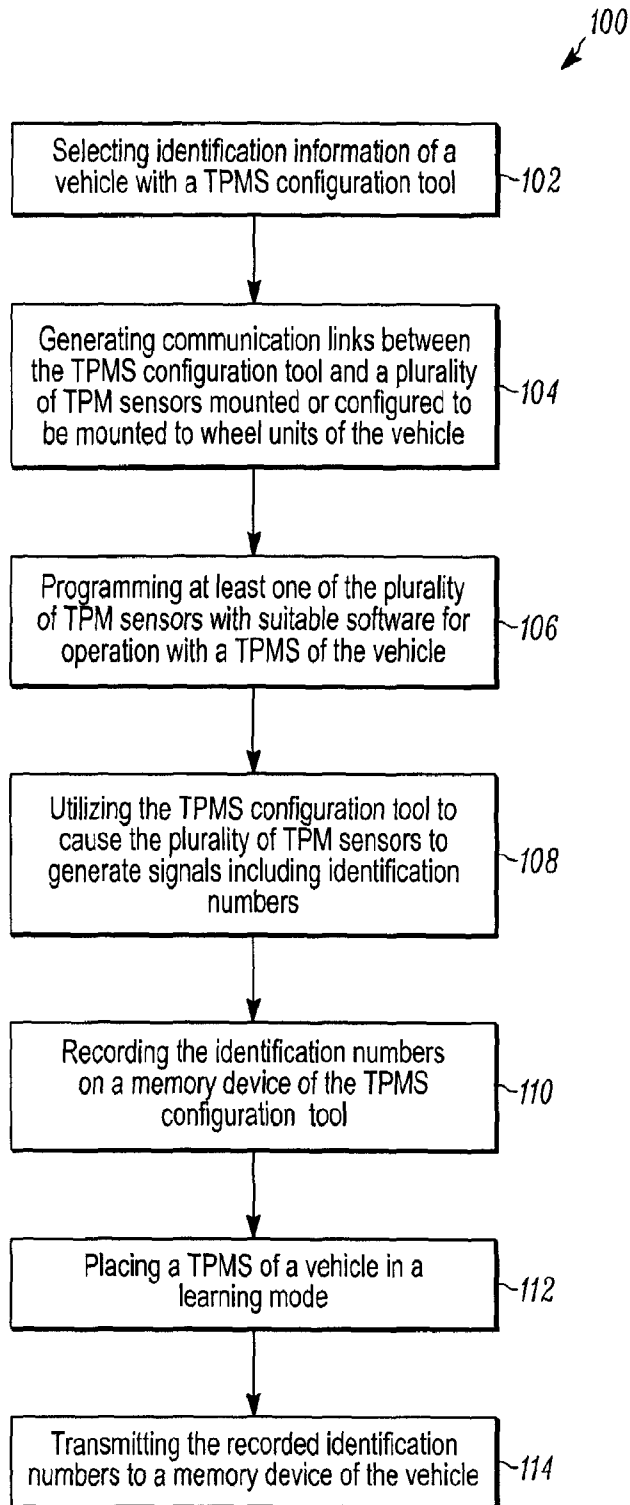 100
Selecting identification information of a
vehicle with a TPMS configuration tool
102
Generating communication links between
the TPMS configuration tool and a plurality
of TPM sensors mounted or configured to
be mounted to wheel units of the vehicle
104
Programming at least one of the plurality
of TPM sensors with suitable software for
operation with a TPMS of the vehicle
106
Utilizing the TPMS configuration tool to
cause the plurality of TPM sensors to
generate signals including identification
numbers
108
Recording the identification numbers
on a memory device of the TPMS
configuration tool
110
Placing a TPMS of a vehicle in a
learning mode
112
Transmitting the recorded identification
numbers to a memory device of the vehicle
114